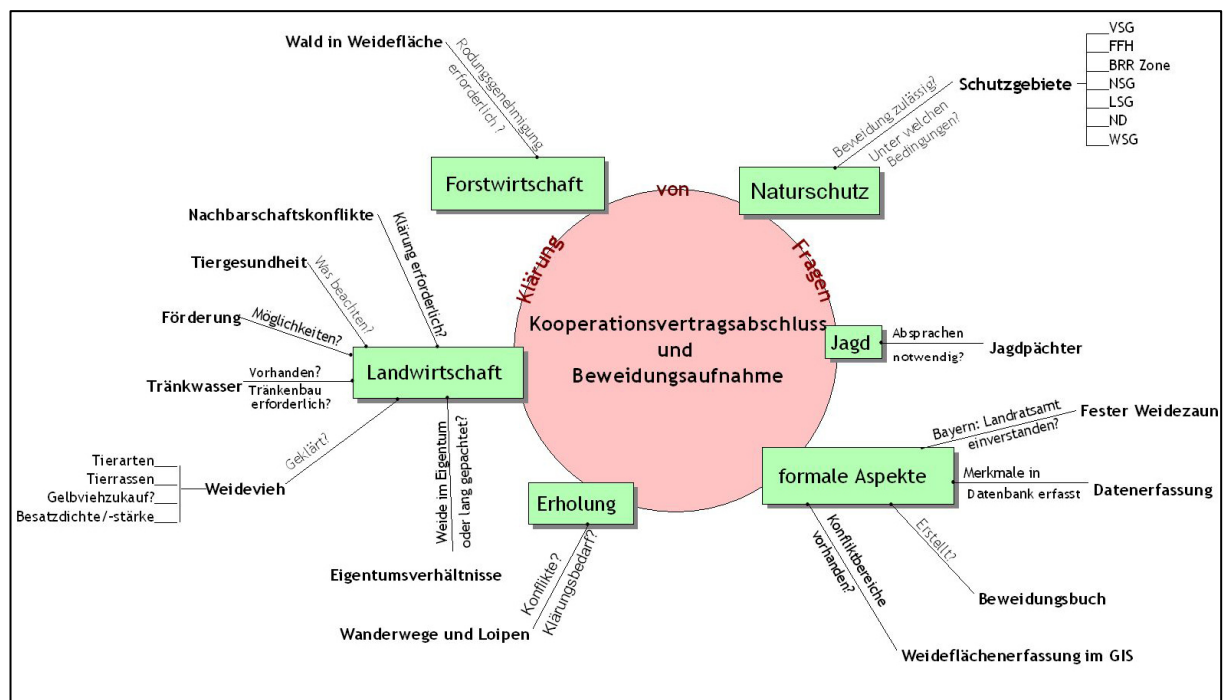 Wald in Weidefläche
Rodungsgenehmigung
erforderlich ?
Forstwirtschaft
VSG
FFH
BRR Zone
NSG
LSG
ND
WSG
Schutzgebiete
Beweidung zulässig?
Unter welchen
Bedingungen?
Naturschutz
Klärung
von
Fragen
Kooperationsvertragsabschluss
und
Beweidungsaufnahme
Nachbarschaftskonflikte
Klärung erforderlich?
Tiergesundheit
Was beachten?
Förderung
Möglichkeiten?
Tränkwasser
Vorhanden?
Tränkenbau
erforderlich?
Landwirtschaft
Geklärt?
Weidevieh
Tierarten
Tierrassen
Gelbviehzukauf?
Besatzdichte/-stärke
Weide im Eigentum
oder lang gepachtet?
Eigentumsverhältnisse
Jagd
Absprachen
notwendig?
Jagdpächter
formale Aspekte
Bayern: Landratsamt
einverstanden?
Fester Weidezaun
Merkmale in
Datenbank erfasst
Datenerfassung
Erstellt?
Beweidungsbuch
Konfliktbereiche
vorhanden?
Weideflächenerfassung im GIS
Erholung
Konflikte?
Klärungsbedarf?
Wanderwege und Loipen